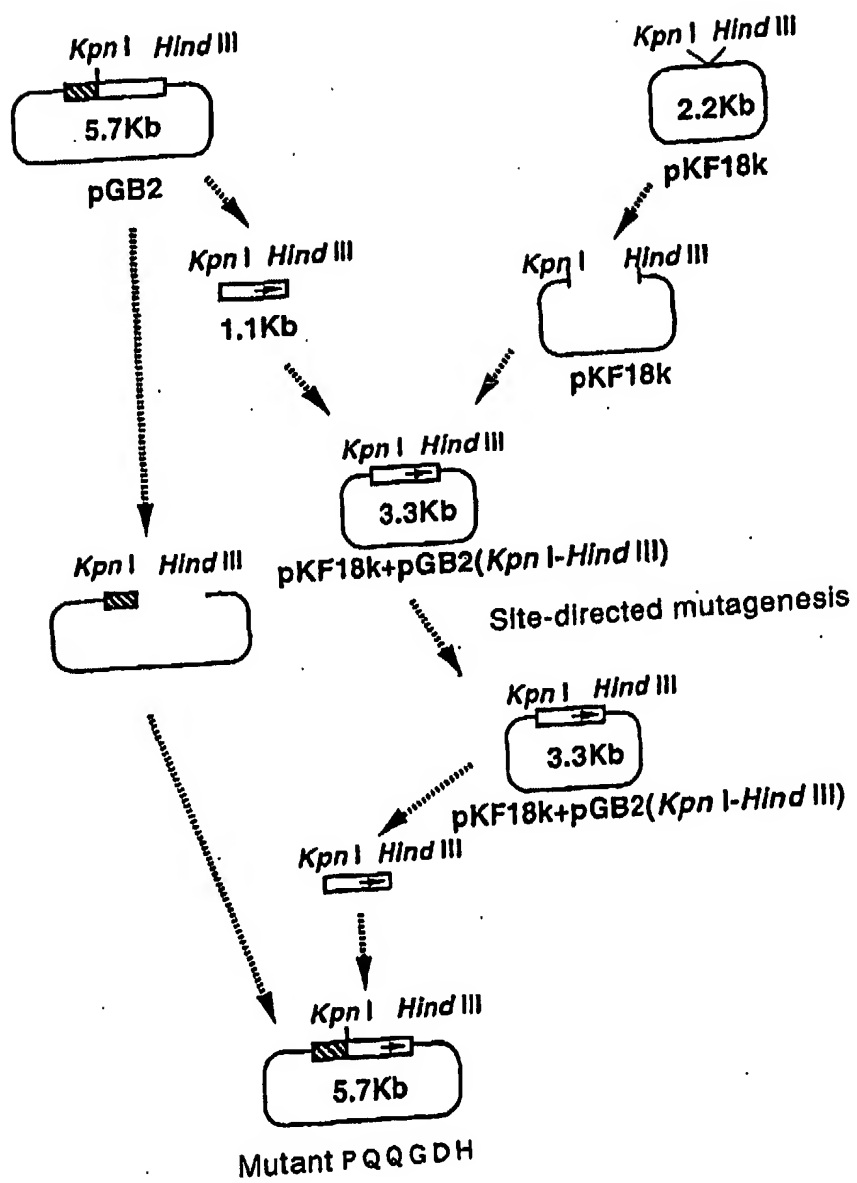 Kpn I Hind III
5.7Kb
pGB2
Kpn I Hind III
2.2Kb
pKF18k
Kpn I Hind III
1.1Kb
Kpn I Hind III
pKF18k
Kpn I Hind III
3.3Kb
pKF18k+pGB2(Kpn I-Hind III)
Kpn I Hind III
Site-directed mutagenesis
Kpn I Hind III
3.3Kb
pKF18k+pGB2(Kpn I-Hind III)
Kpn I Hind III
Kpn I Hind III
5.7Kb
Mutant PQQGDH